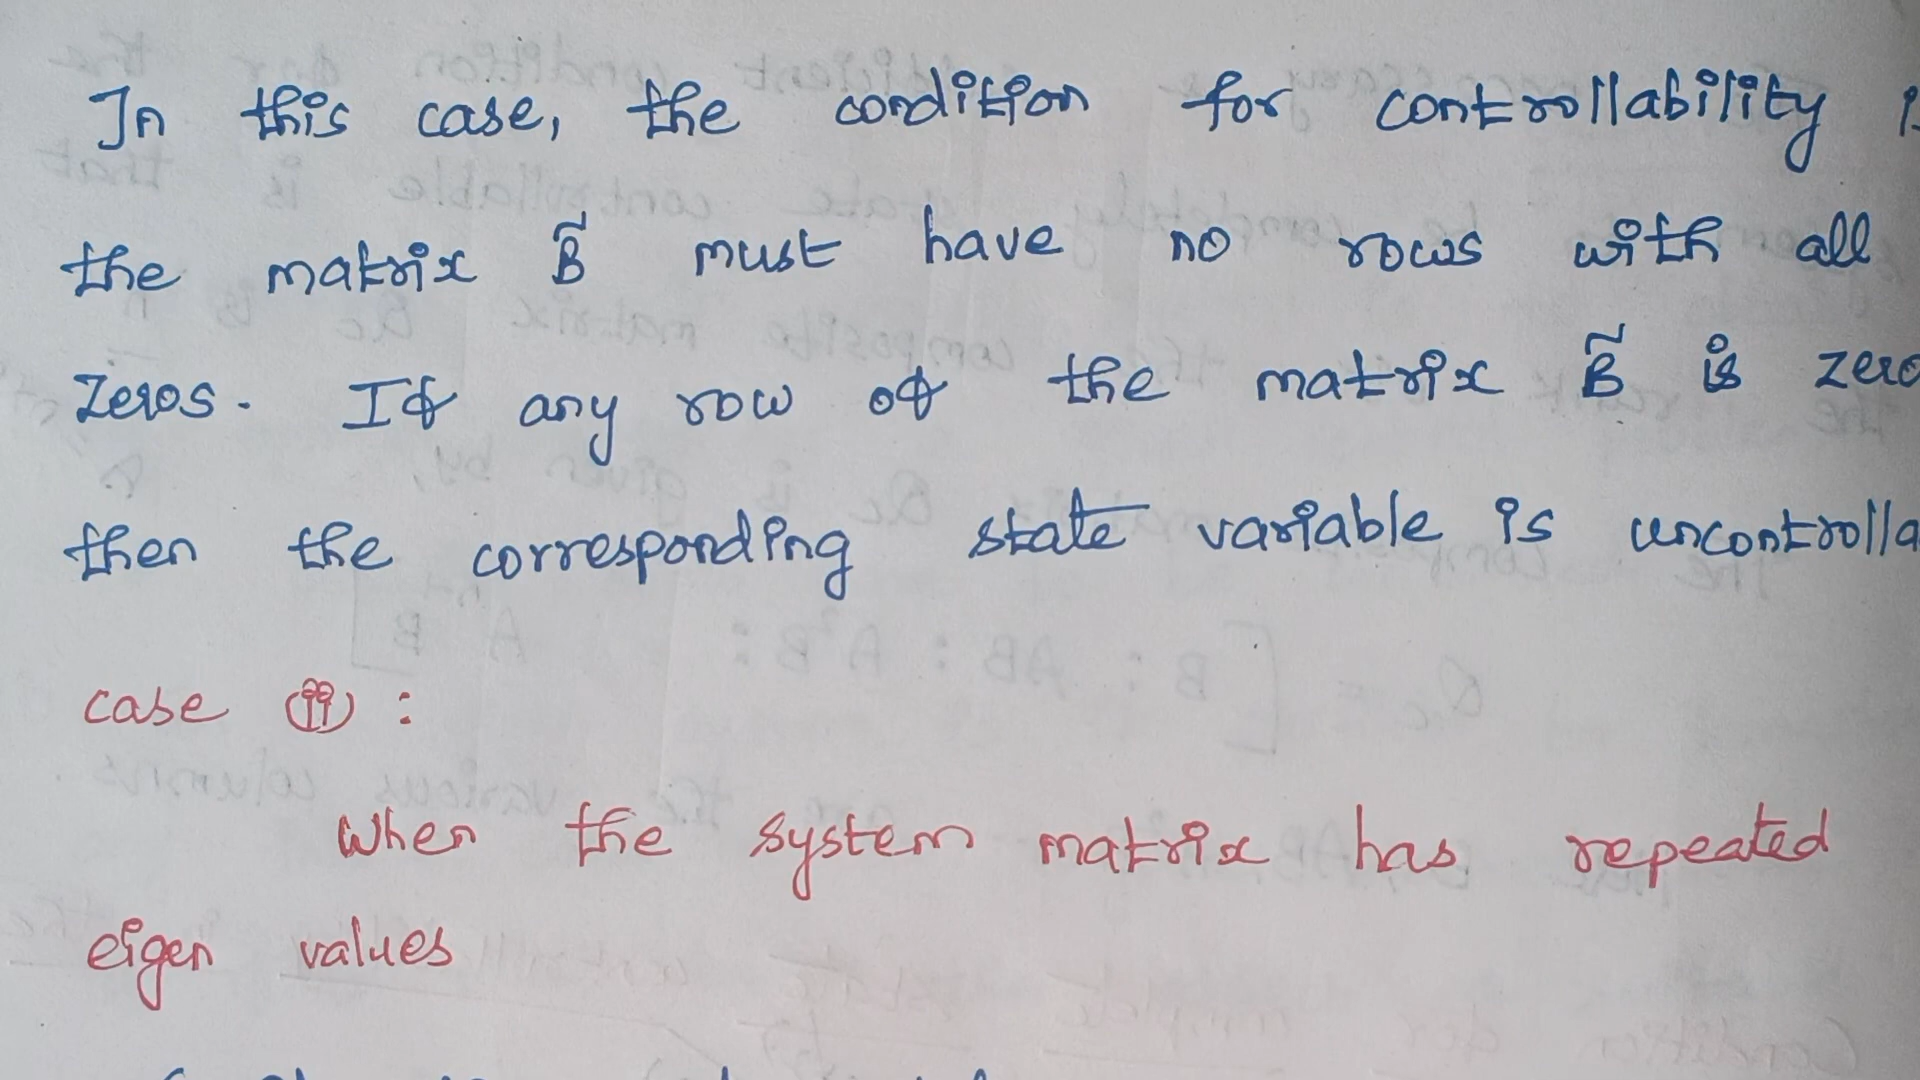 In this case, the condition for controllability
the matrix B̃ must have no rows with all
zeros. If any row of the matrix B̃ is zero
then the corresponding state variable is uncontrolla
case (ii) :
When the system matrix has repeated
eigen values